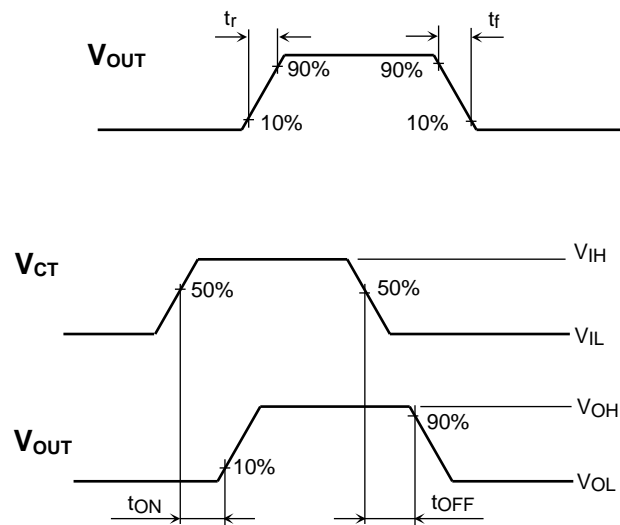 tr
tf
VOUT
90%
90%
10%
10%
VCT
VIH
50%
50%
VIL
VOUT
VOH
90%
10%
VOL
tON
tOFF